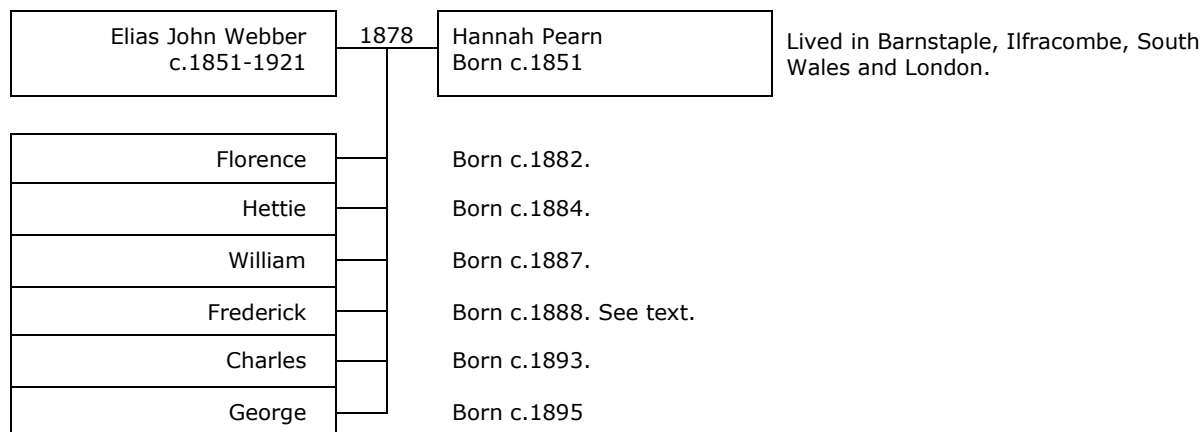 Elias John Webber
c.1851-1921
1878
Hannah Pearn
Born c.1851
Lived in Barnstaple, Ilfracombe, South
Wales and London.
Florence
Born c.1882.
Hettie
Born c.1884.
William
Born c.1887.
Frederick
Born c.1888. See text.
Charles
Born c.1893.
George
Born c.1895